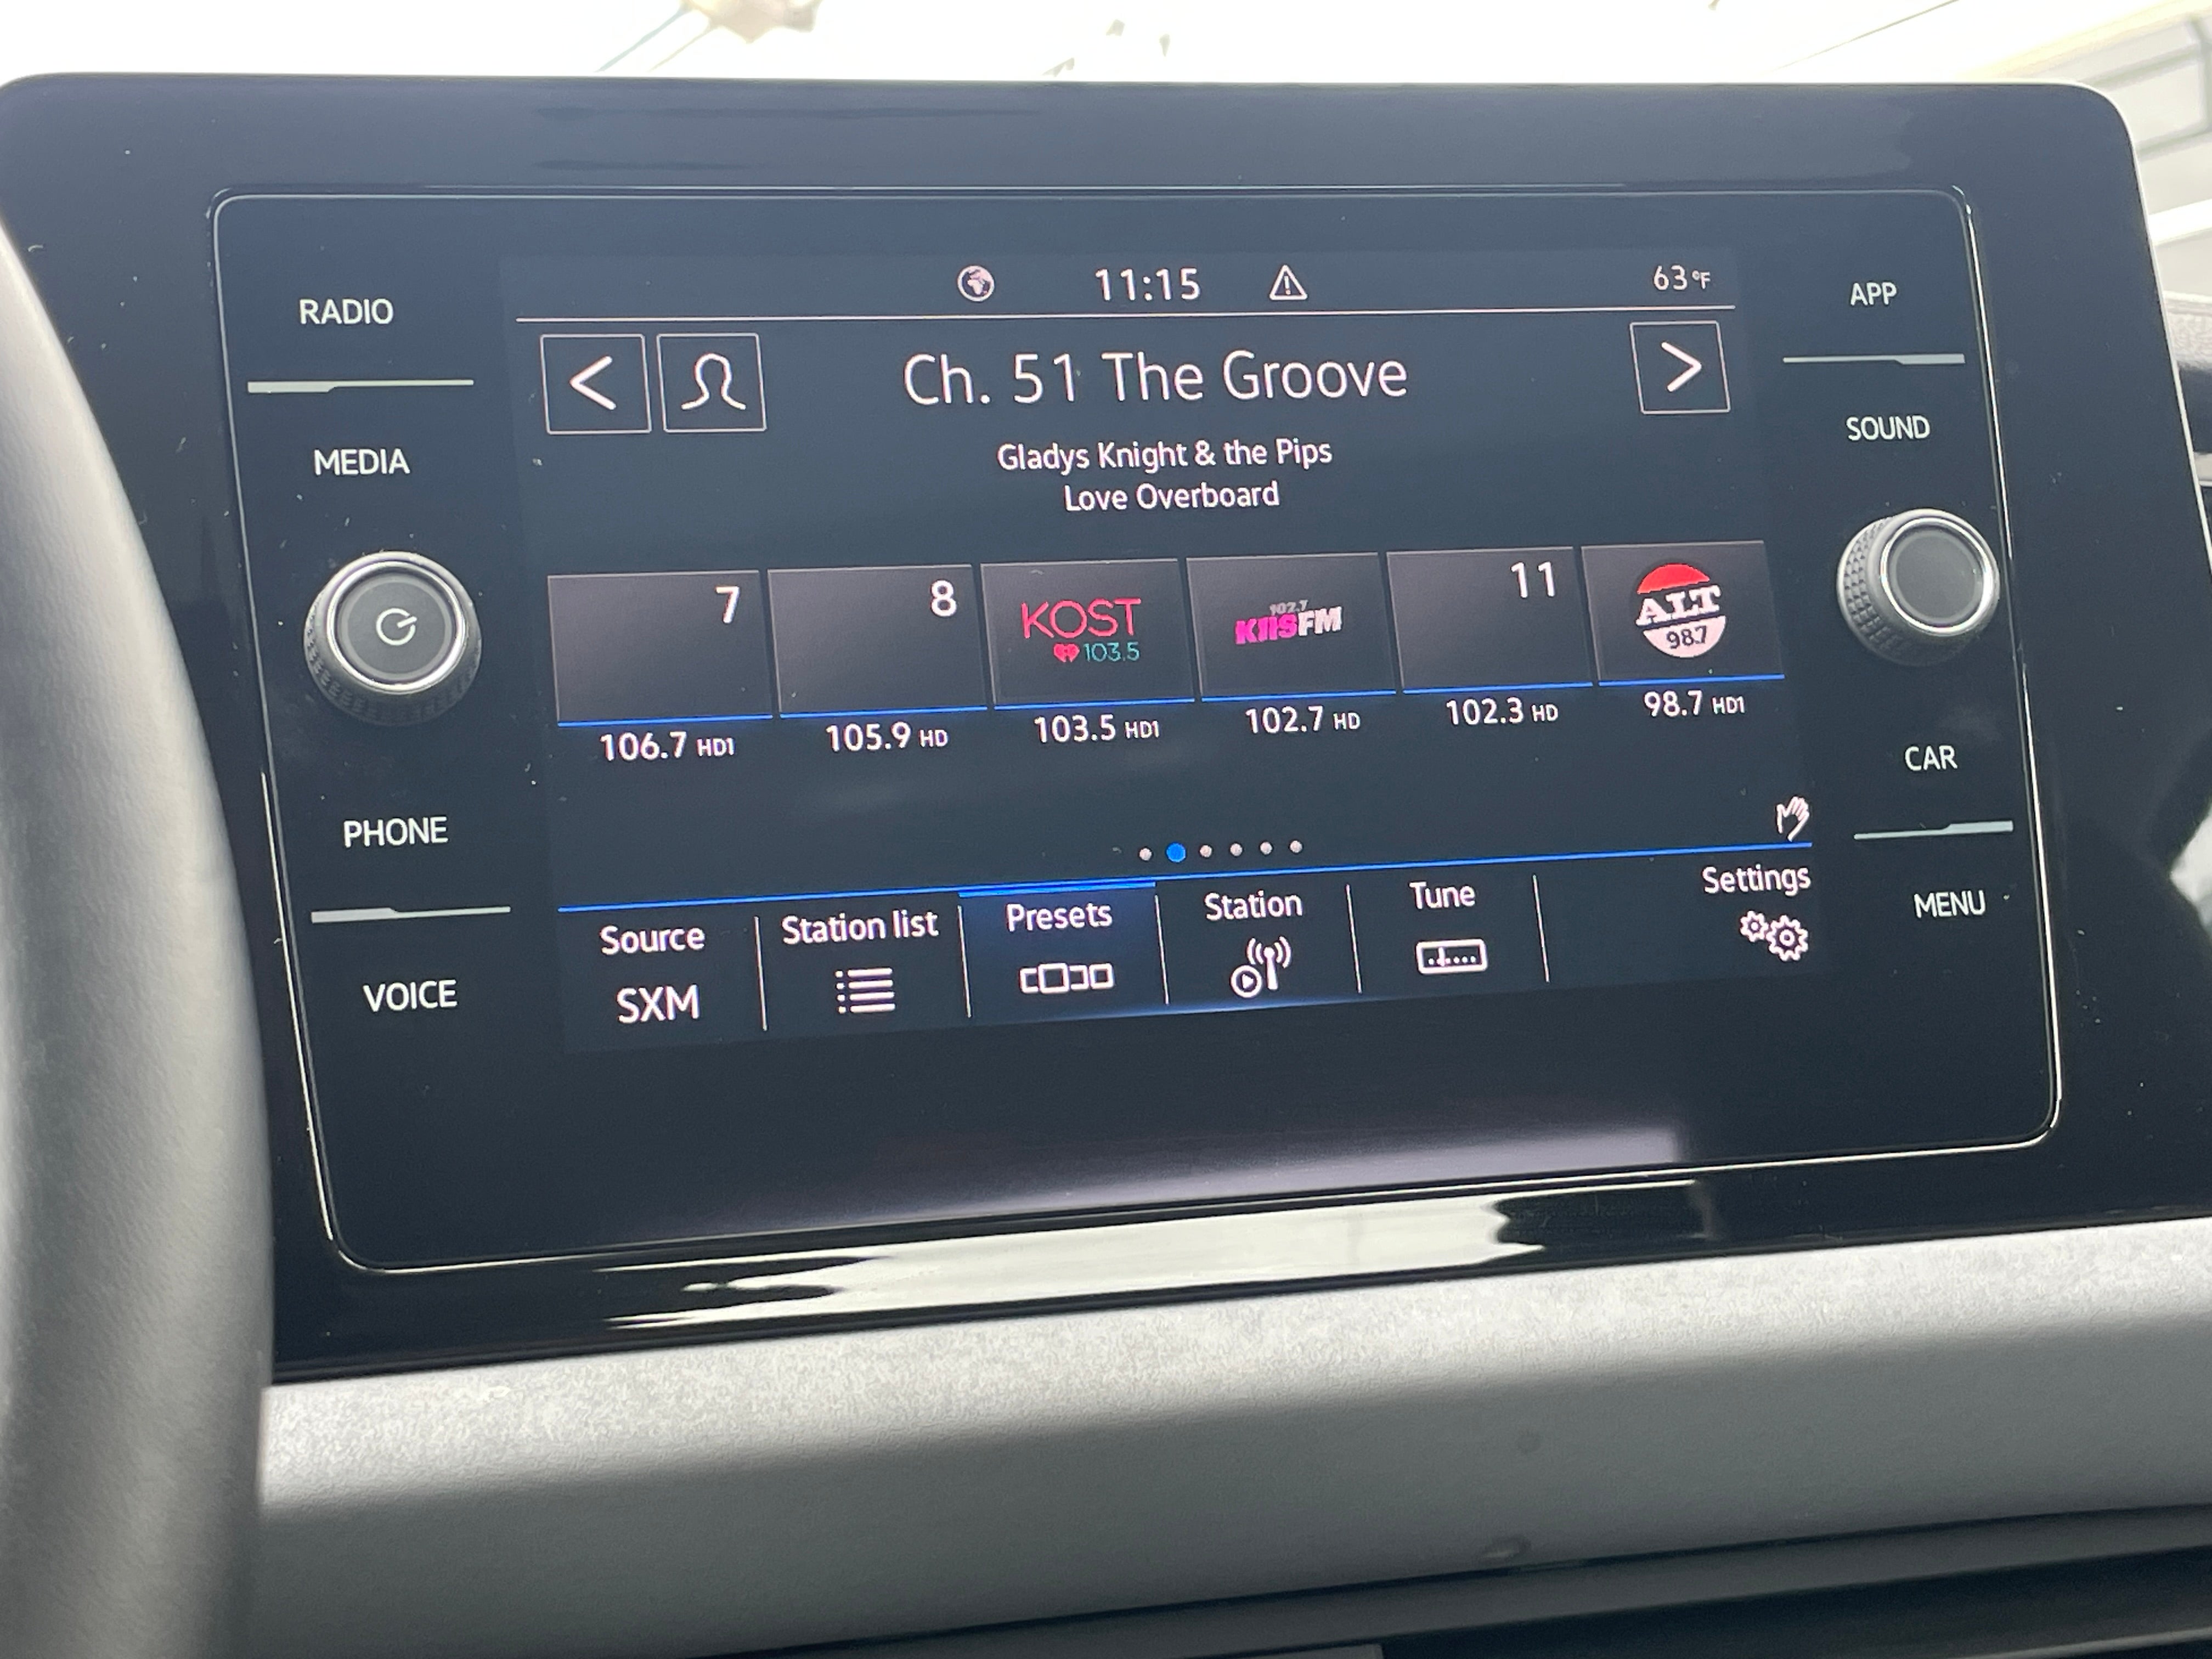 RADIO
MEDIA
PHONE
VOICE
11:15
63°F
Ch. 51 The Groove
Gladys Knight & the Pips
Love Overboard
7
8
KOST
103.5
102.7
KIISFM
11
ALT
98.7
106.7 HD1
105.9 HD
103.5 HD1
102.7 HD
102.3 HD
98.7 HD1
Source
SXM
Station list
Presets
Station
Tune
Settings
APP
SOUND
CAR
MENU